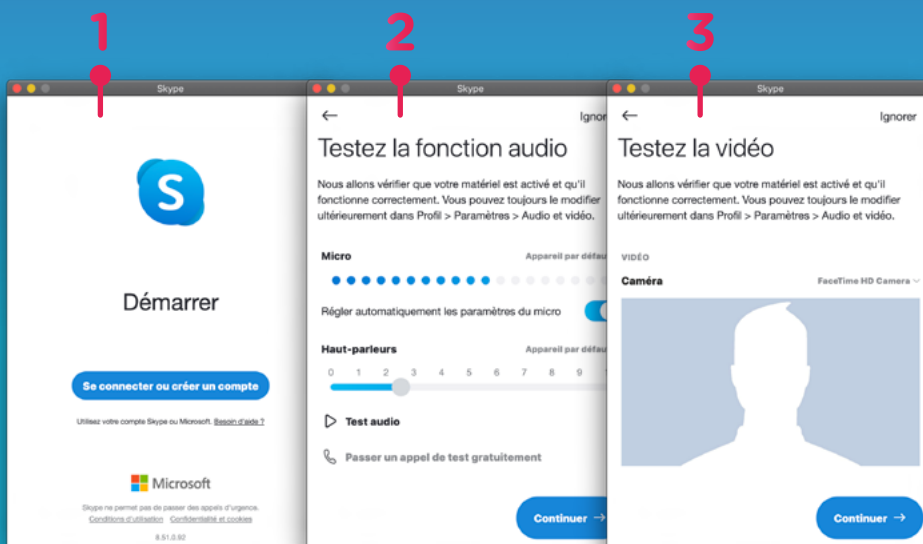 1
2
3
Skype
S
Démarrer
Se connecter ou créer un compte
Utilisez votre compte Skype ou Microsoft. Besoin d'aide ?
Microsoft
Skype ne permet pas de passer des appels d'urgence.
Conditions d'utilisation Confidentialité et cookies
8.51.0.92
Skype
Testez la fonction audio
Nous allons vérifier que votre matériel est activé et qu'il
fonctionne correctement. Vous pouvez toujours le modifier
ultérieurement dans Profil > Paramètres > Audio et vidéo.
Micro Appareil par
Régler automatiquement les paramètres du micro
Haut-parleurs Appareil par
0 1 2 3 4 5 6 7 8 9
Test audio
Passer un appel de test gratuitement
Continuer →
Skype
← Ignorer
Testez la vidéo
Nous allons vérifier que votre matériel est activé et qu'il
fonctionne correctement. Vous pouvez toujours le modifier
ultérieurement dans Profil > Paramètres > Audio et vidéo.
VIDÉO
Caméra FaceTime HD Camera
Continuer →